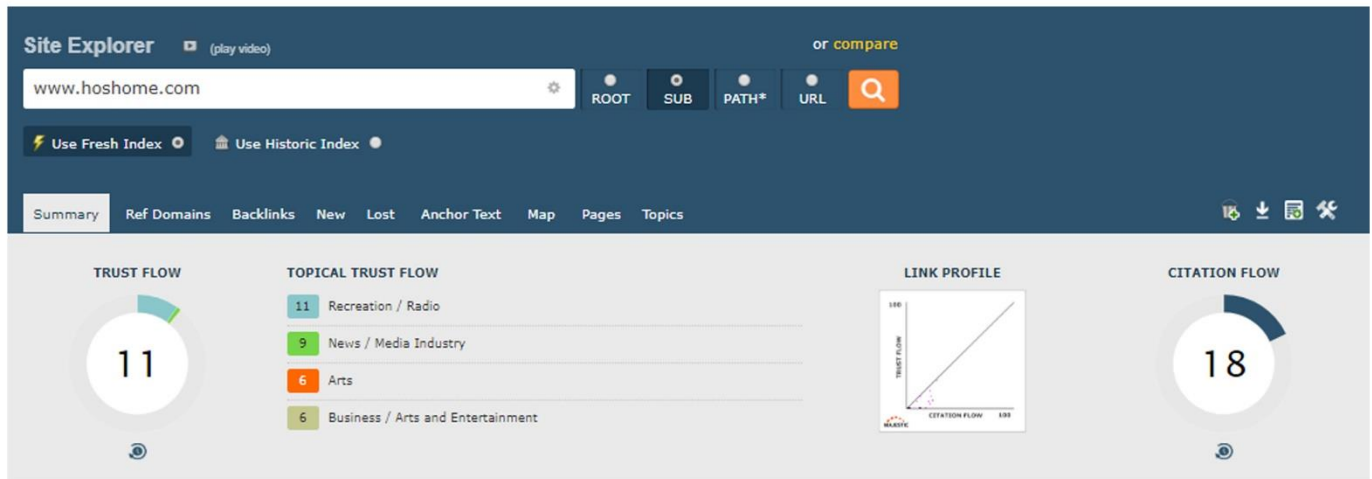 Site Explorer (play video)
or compare
www.hoshome.com
ROOT SUB PATH* URL
Use Fresh Index Use Historic Index
Summary Ref Domains Backlinks New Lost Anchor Text Map Pages Topics
TRUST FLOW
11
TOPICAL TRUST FLOW
11 Recreation / Radio
9 News / Media Industry
6 Arts
6 Business / Arts and Entertainment
LINK PROFILE
100
TRUST FLOW
CITATION FLOW 100
MAJESTIC
CITATION FLOW
18